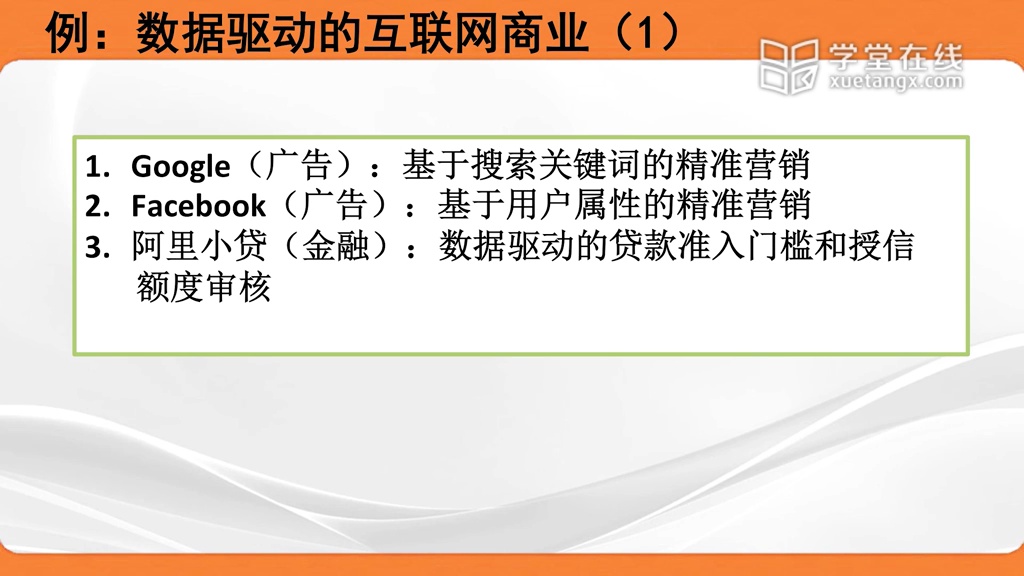 例：数据驱动的互联网商业（1）
学堂在线
xuetangx.com
1. Google（广告）：基于搜索关键词的精准营销
2. Facebook（广告）：基于用户属性的精准营销
3. 阿里小贷（金融）：数据驱动的贷款准入门槛和授信
额度审核